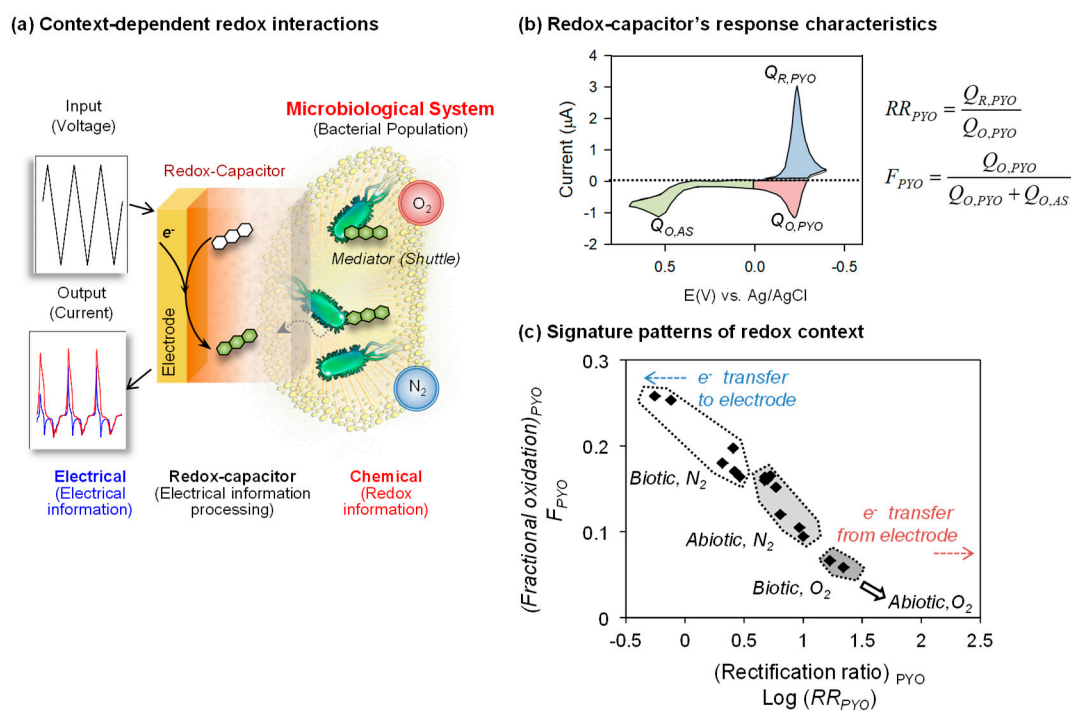 (a) Context-dependent redox interactions
Input
(Voltage)
Microbiological System
(Bacterial Population)
Redox-Capacitor
O2
e-
Mediator (Shuttle)
Output
(Current)
Electrode
N2
Electrical
(Electrical
information)
Redox-capacitor
(Electrical information
processing)
Chemical
(Redox
information)
(b) Redox-capacitor’s response characteristics
4
3
2
1
0
-1
-2
Current (μA)
QR,PYO
QO,AS
QO,PYO
0.5
0.0
-0.5
E(V) vs. Ag/AgCl
RRPYO = QR,PYO / QO,PYO
FPYO = QO,PYO / QO,PYO + QO,AS
(c) Signature patterns of redox context
0.3
0.2
0.1
0
(Fractional oxidation)PYO
FPYO
e- transfer
to electrode
Biotic, N2
Abiotic, N2
e- transfer
from electrode
Biotic, O2
Abiotic,O2
-0.5
0
0.5
1
1.5
2
2.5
(Rectification ratio) PYO
Log (RRPYO)